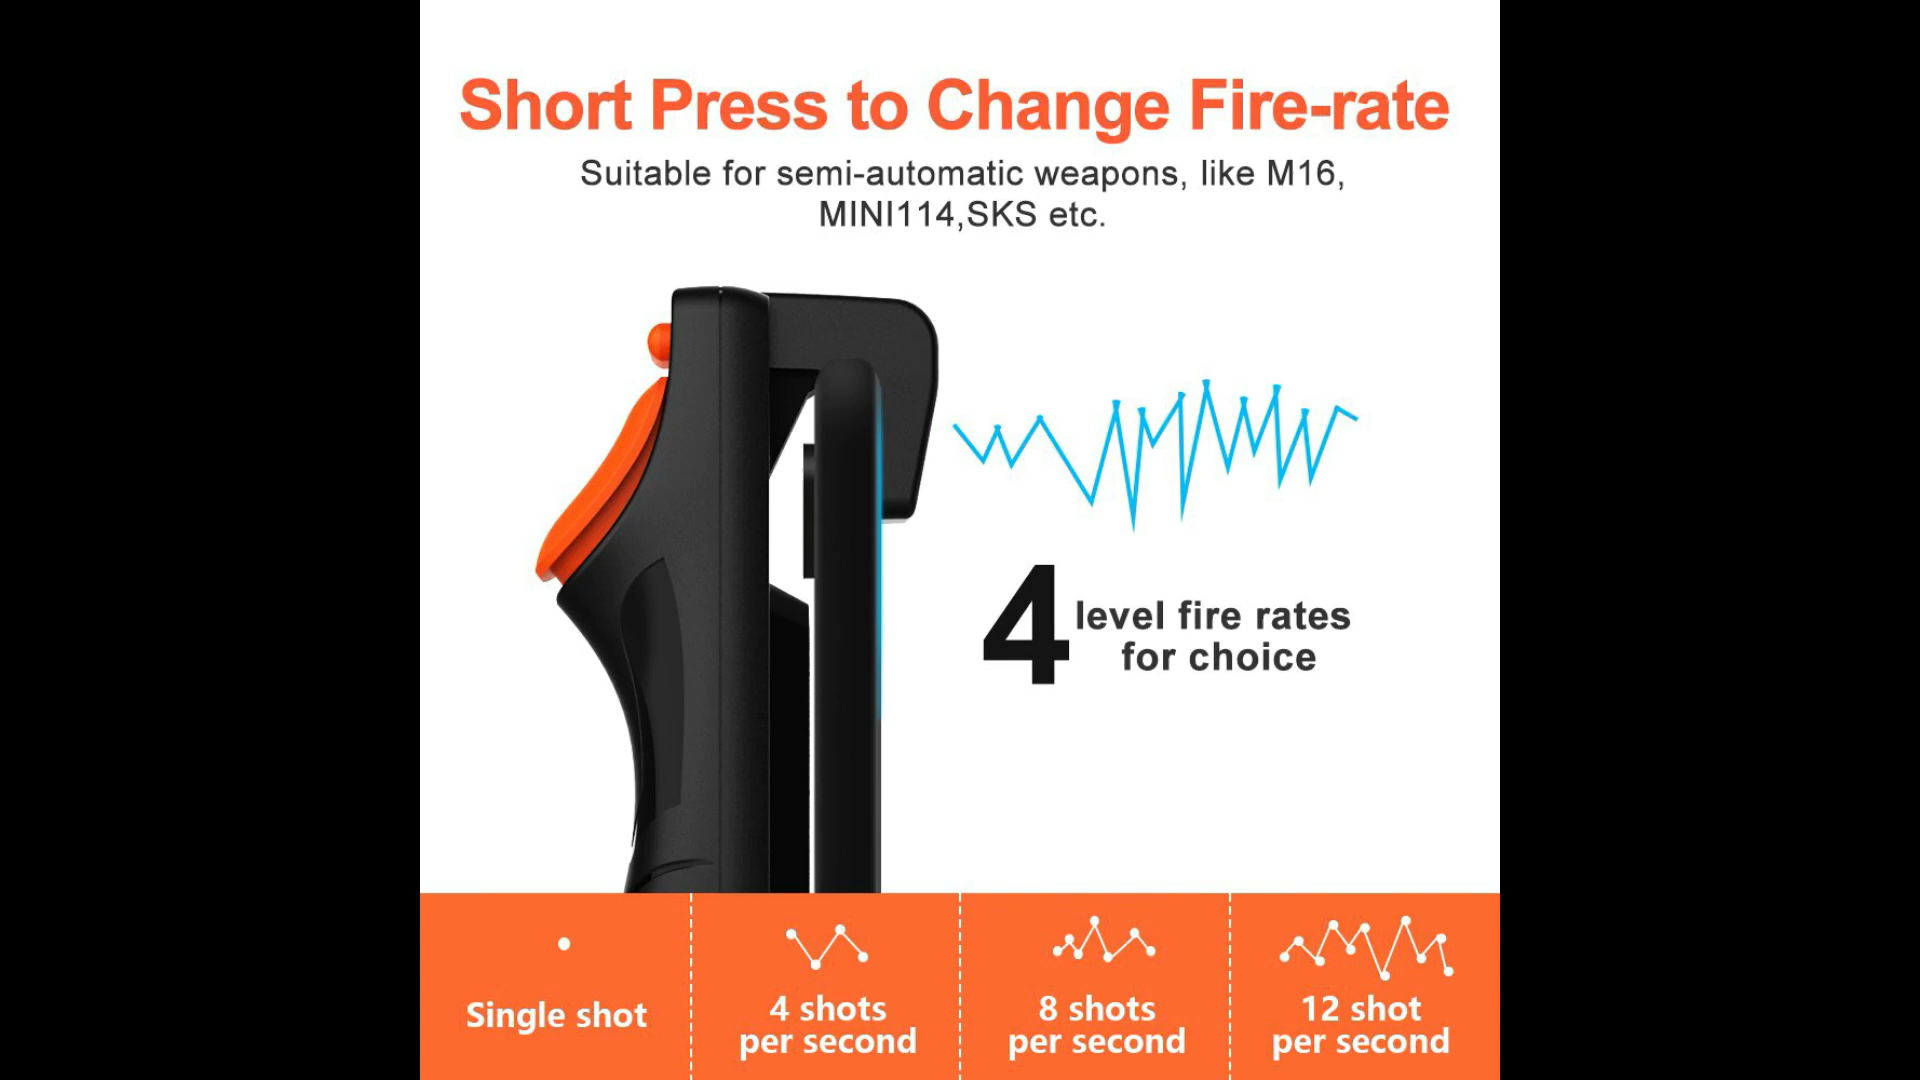 Short Press to Change Fire-rate
Suitable for semi-automatic weapons, like M16,
MINI114,SKS etc.
4 level fire rates
for choice
Single shot
4 shots
per second
8 shots
per second
12 shot
per second